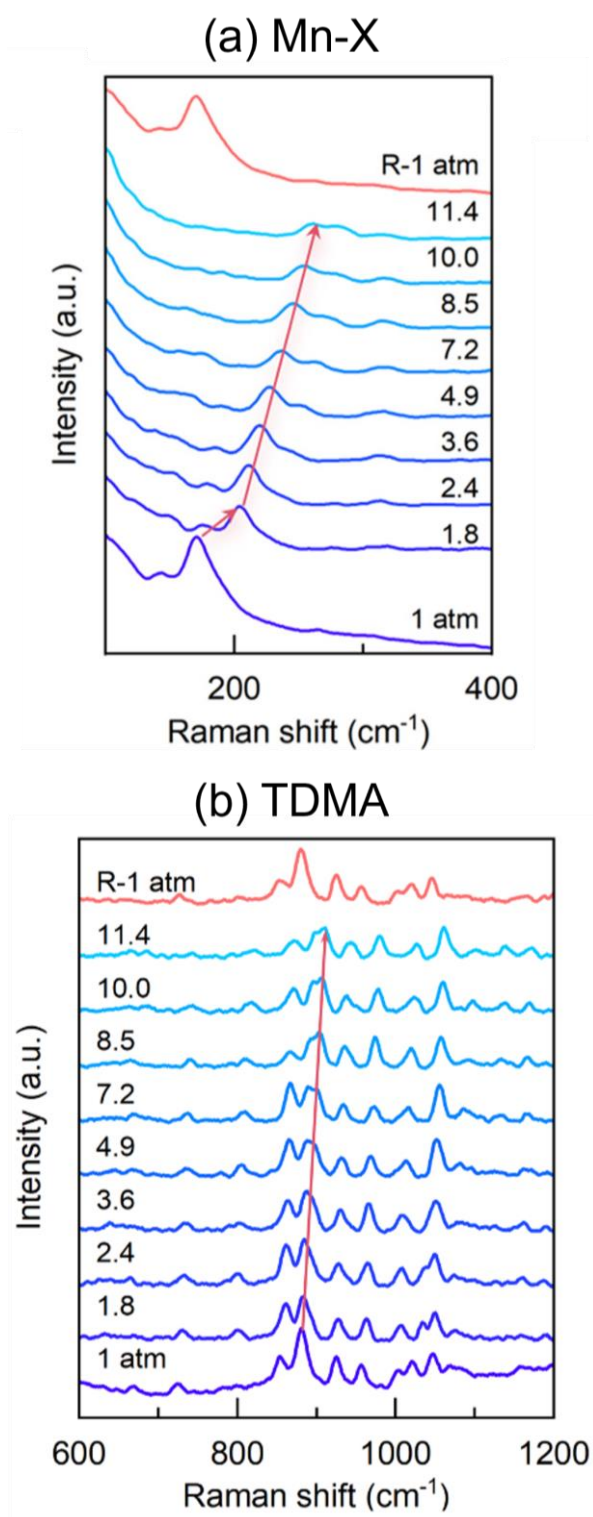 (a) Mn-X
Intensity (a.u.)
R-1 atm
11.4
10.0
8.5
7.2
4.9
3.6
2.4
1.8
1 atm
200 400
Raman shift (cm-1)
(b) TDMA
Intensity (a.u.)
R-1 atm
11.4
10.0
8.5
7.2
4.9
3.6
2.4
1.8
1 atm
600 800 1000 1200
Raman shift (cm-1)